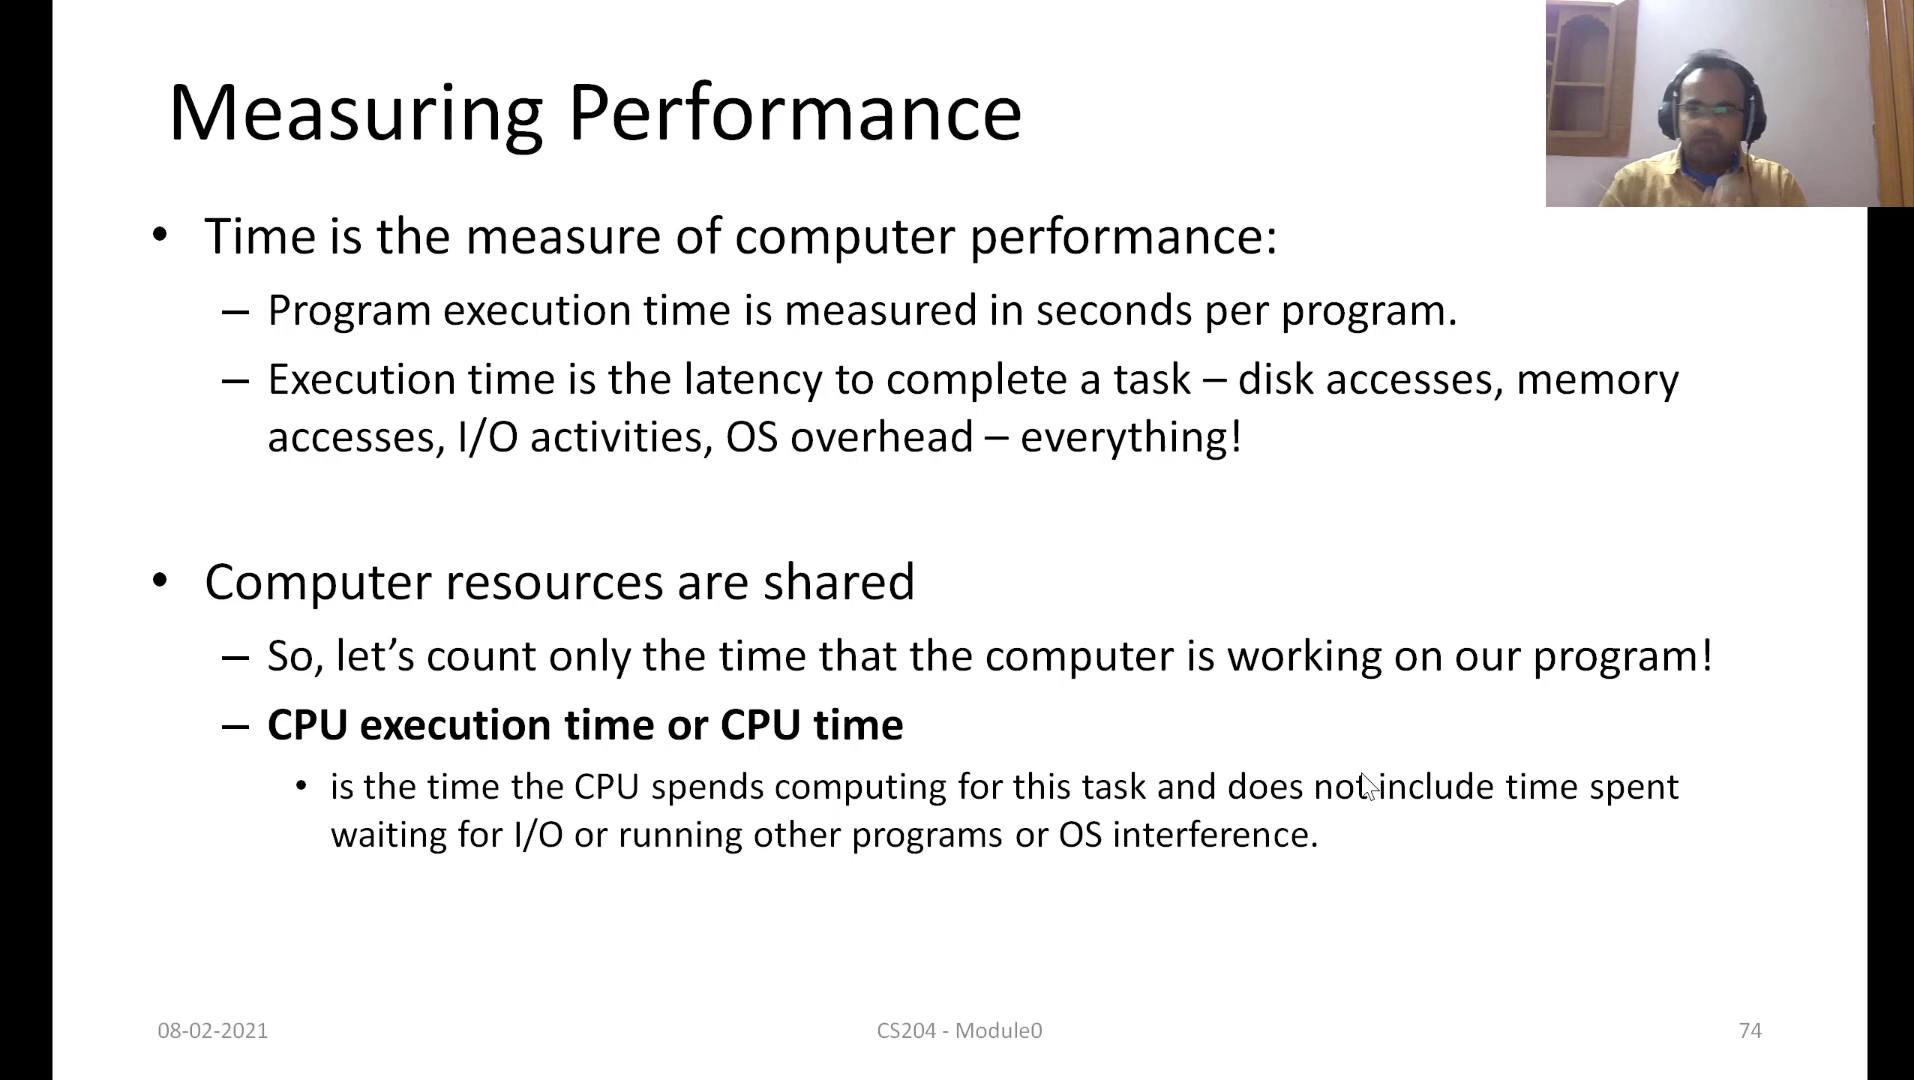 Measuring Performance
• Time is the measure of computer performance:
– Program execution time is measured in seconds per program.
– Execution time is the latency to complete a task – disk accesses, memory
accesses, I/O activities, OS overhead – everything!
• Computer resources are shared
– So, let’s count only the time that the computer is working on our program!
– CPU execution time or CPU time
• is the time the CPU spends computing for this task and does not include time spent
waiting for I/O or running other programs or OS interference.
08-02-2021
CS204 - Module0
74